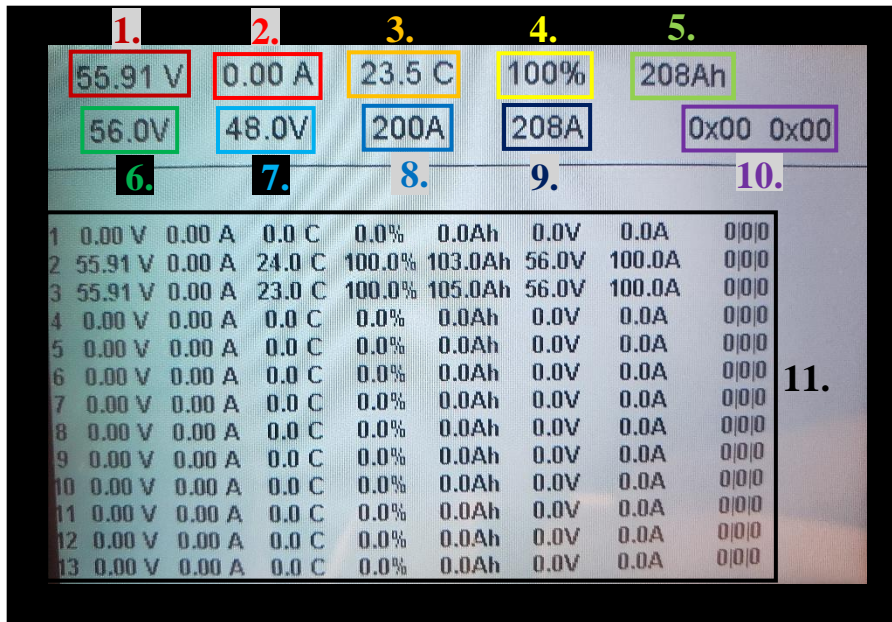 1. 2. 3. 4. 5.
55.91 V 0.00 A 23.5 C 100% 208Ah
56.0V 48.0V 200A 208A 0x00 0x00
6. 7. 8. 9. 10.
1 0.00 V 0.00 A 0.0 C 0.0% 0.0Ah 0.0V 0.0A 0|0|0
2 55.91 V 0.00 A 24.0 C 100.0% 103.0Ah 56.0V 100.0A 0|0|0
3 55.91 V 0.00 A 23.0 C 100.0% 105.0Ah 56.0V 100.0A 0|0|0
4 0.00 V 0.00 A 0.0 C 0.0% 0.0Ah 0.0V 0.0A 0|0|0
5 0.00 V 0.00 A 0.0 C 0.0% 0.0Ah 0.0V 0.0A 0|0|0
6 0.00 V 0.00 A 0.0 C 0.0% 0.0Ah 0.0V 0.0A 0|0|0
11.
7 0.00 V 0.00 A 0.0 C 0.0% 0.0Ah 0.0V 0.0A 0|0|0
8 0.00 V 0.00 A 0.0 C 0.0% 0.0Ah 0.0V 0.0A 0|0|0
9 0.00 V 0.00 A 0.0 C 0.0% 0.0Ah 0.0V 0.0A 0|0|0
10 0.00 V 0.00 A 0.0 C 0.0% 0.0Ah 0.0V 0.0A 0|0|0
11 0.00 V 0.00 A 0.0 C 0.0% 0.0Ah 0.0V 0.0A 0|0|0
12 0.00 V 0.00 A 0.0 C 0.0% 0.0Ah 0.0V 0.0A 0|0|0
13 0.00 V 0.00 A 0.0 C 0.0% 0.0Ah 0.0V 0.0A 0|0|0